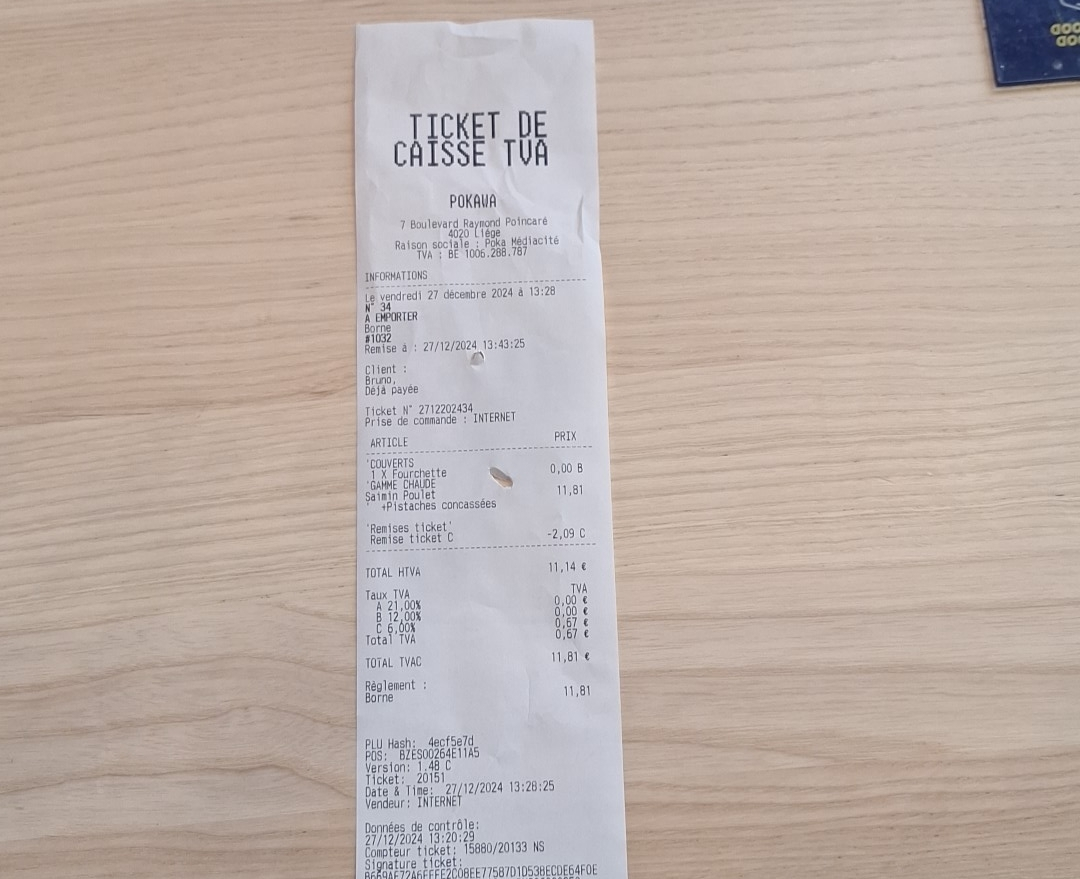 TICKET DE
CAISSE TVA
POKAWA
7 Boulevard Raymond Poincaré
4020 Liège
Raison sociale : Poka Médiacité
TVA : BE 1006.288.787
INFORMATIONS
Le vendredi 27 décembre 2024 à 13:28
N° 34
A EMPORTER
Borne
#1032
Remise à : 27/12/2024 13:43:25
Client :
Bruno,
Déjà payée
Ticket N° 2712202434
Prise de commande : INTERNET
ARTICLE PRIX
'COUVERTS
1 X Fourchette 0,00 B
'GAMME CHAUDE
Saimin Poulet 11,81
' +Pistaches concassées
'Remises ticket'
Remise ticket C -2,09 C
TOTAL HTVA 11,14 €
Taux TVA TVA
A 21,00% 0,00 €
B 12,00% 0,00 €
C 6,00% 0,67 €
Total TVA 0,67 €
TOTAL TVAC 11,81 €
Règlement :
Borne 11,81
PLU Hash: 4ecf5e7d
POS: BZES00264E11A5
Version: 1.48 C
Ticket: 20151
Date & Time: 27/12/2024 13:28:25
Vendeur: INTERNET
Données de contrôle:
27/12/2024 13:20:29
Compteur ticket: 15880/20133 NS
Signature ticket: